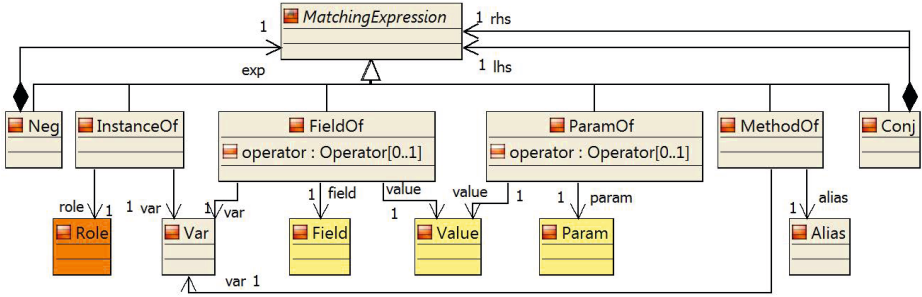 MatchingExpression
1
1 rhs
1 lhs
exp
Neg
InstanceOf
FieldOf
operator : Operator[0..1]
ParamOf
operator : Operator[0..1]
MethodOf
Conj
role
1
1 var
1
var
1
field
value
1
value
1
1
param
alias
1
Role
Var
Field
Value
Param
Alias
var 1